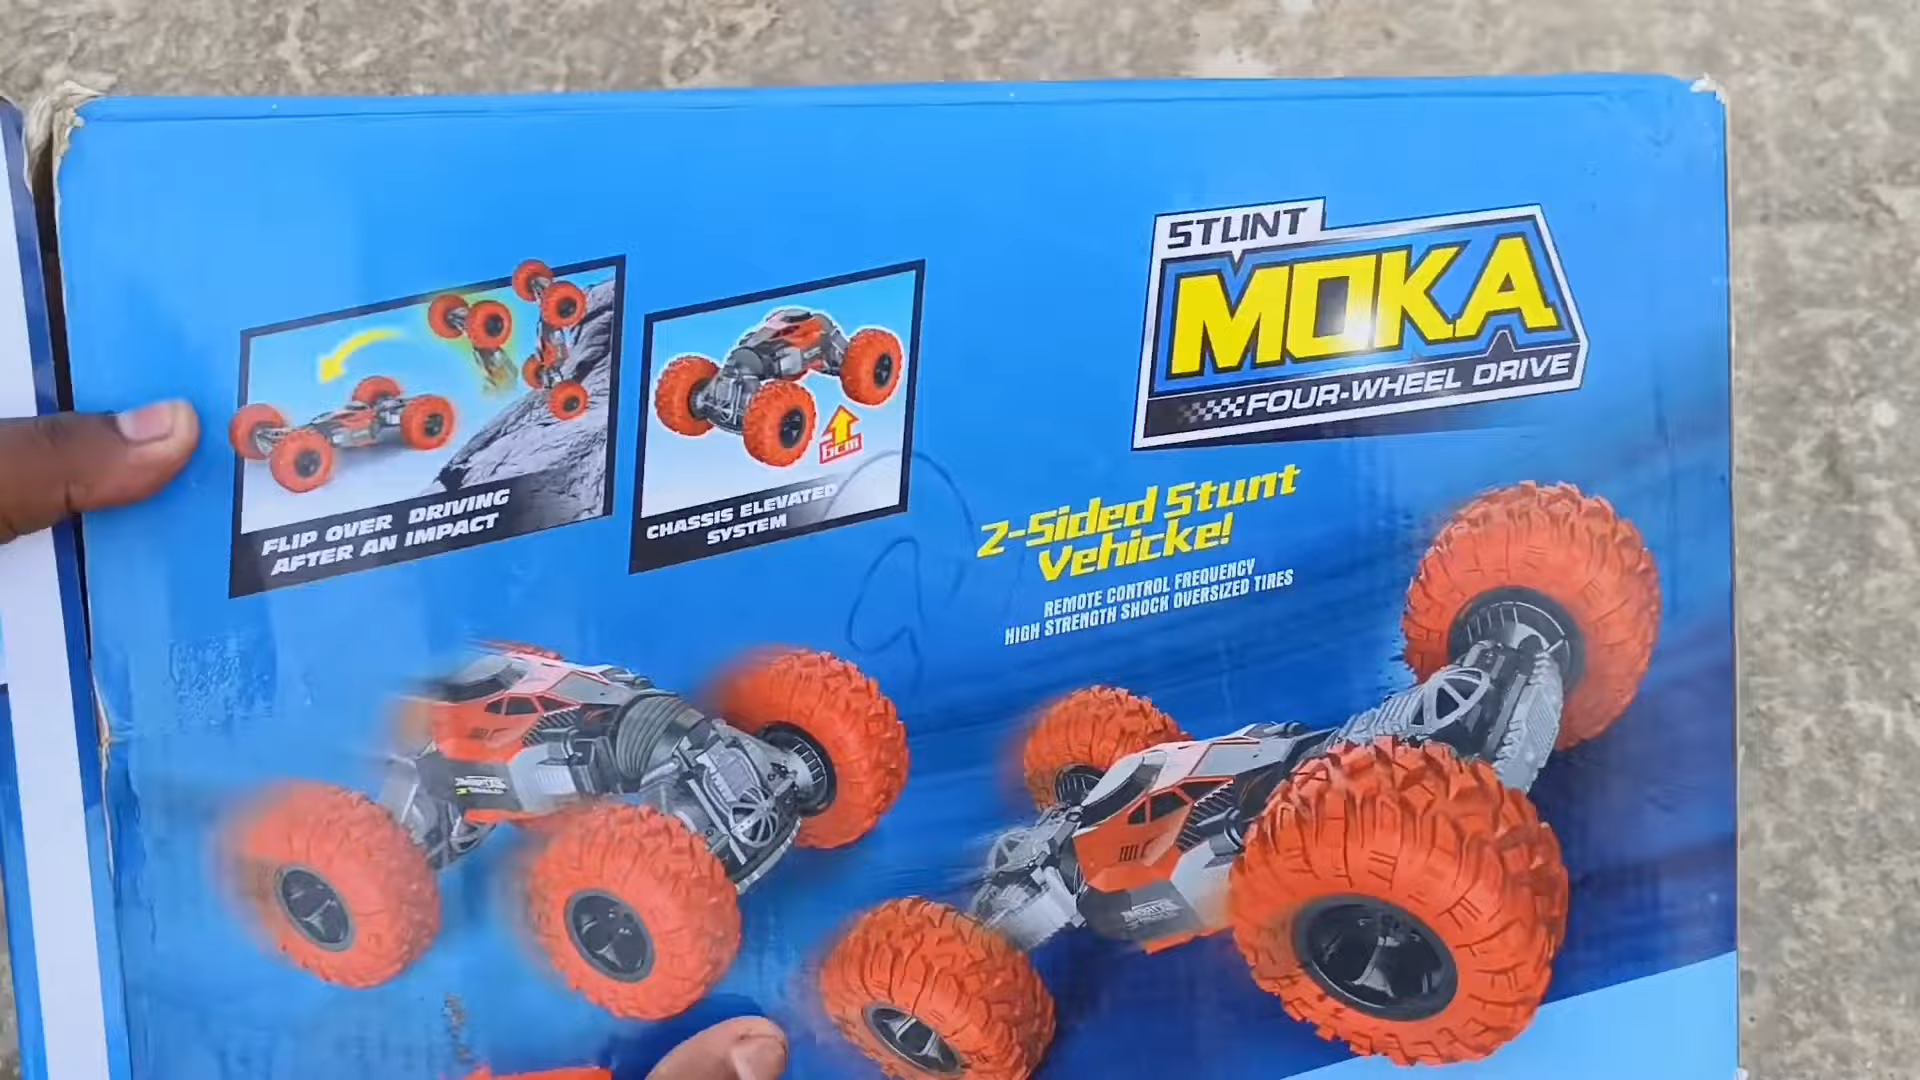 STUNT
MOKA
FOUR-WHEEL DRIVE
6cm
FLIP OVER DRIVING
AFTER AN IMPACT
CHASSIS ELEVATED
SYSTEM
2-Sided Stunt
Vehicke!
REMOTE CONTROL FREQUENCY
HIGH STRENGTH SHOCK OVERSIZED TIRES